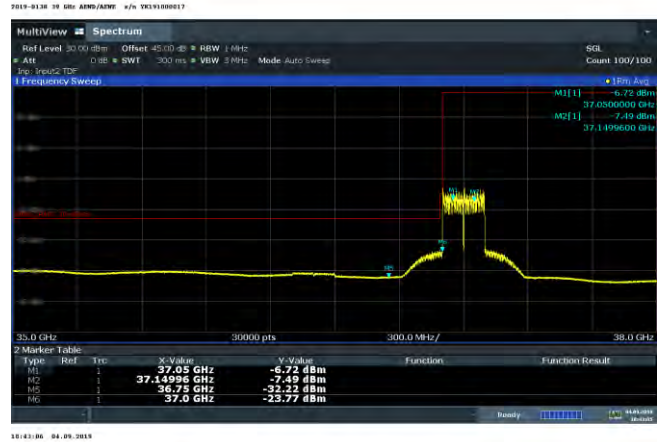 2019-0138 39 GHz AEWD/AEWE s/n YK191000017
MultiView Spectrum
Ref Level 30.00 dBm Offset 45.00 dB RBW 1 MHz SGL
Att 0 dB SWT 300 ms VBW 3 MHz Mode Auto Sweep Count 100/100
Inp: Input2 TDF
1 Frequency Sweep 1Rm Avg
M1[1] -6.72 dBm
37.0500000 GHz
M2[1] -7.49 dBm
37.1499600 GHz
M1 M2
M6
M5
35.0 GHz 30000 pts 300.0 MHz/ 38.0 GHz
2 Marker Table
Type Ref Trc X-Value Y-Value Function Function Result
M1 1 37.05 GHz -6.72 dBm
M2 1 37.14996 GHz -7.49 dBm
M5 1 36.75 GHz -32.22 dBm
M6 1 37.0 GHz -23.77 dBm
Ready 04.09.2019
18:43:06 04.09.2019